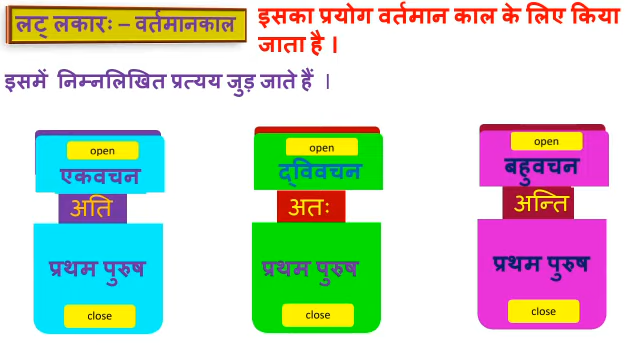 लट् लकारः – वर्तमानकाल
इसका प्रयोग वर्तमान काल के लिए किया
जाता है ।
इसमें निम्नलिखित प्रत्यय जुड़ जाते हैं ।
open
एकवचन
अति
प्रथम पुरुष
close
open
द्विवचन
अतः
प्रथम पुरुष
close
open
बहुवचन
अन्ति
प्रथम पुरुष
close